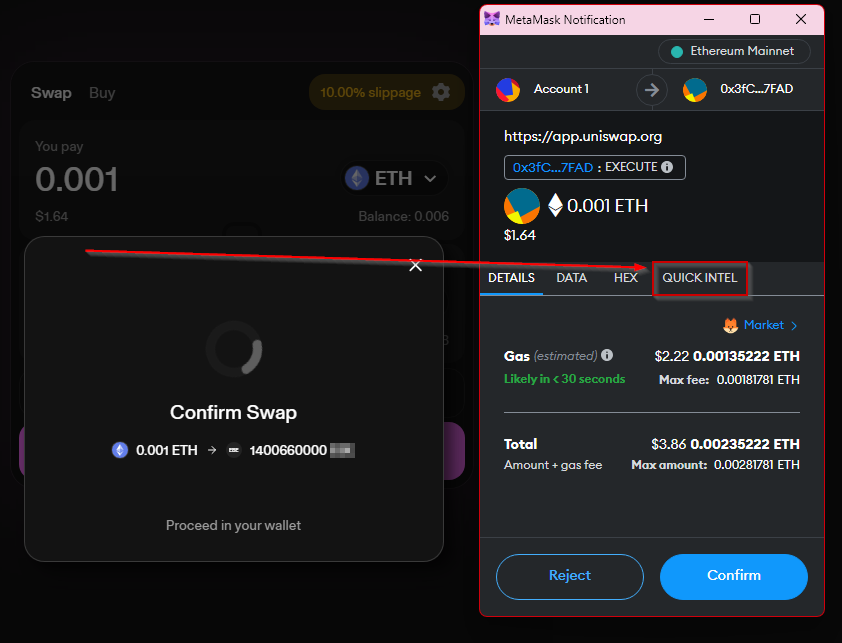 Swap Buy
10.00% slippage
You pay
0.001
ETH
$1.64
Balance: 0.006
Confirm Swap
0.001 ETH → 1400660000
Proceed in your wallet
MetaMask Notification
Ethereum Mainnet
Account 1
0x3fC...7FAD
https://app.uniswap.org
0x3fC...7FAD : EXECUTE
0.001 ETH
$1.64
DETAILS DATA HEX QUICK INTEL
Market >
Gas (estimated) $2.22 0.00135222 ETH
Likely in < 30 seconds Max fee: 0.00181781 ETH
Total $3.86 0.00235222 ETH
Amount + gas fee Max amount: 0.00281781 ETH
Reject Confirm